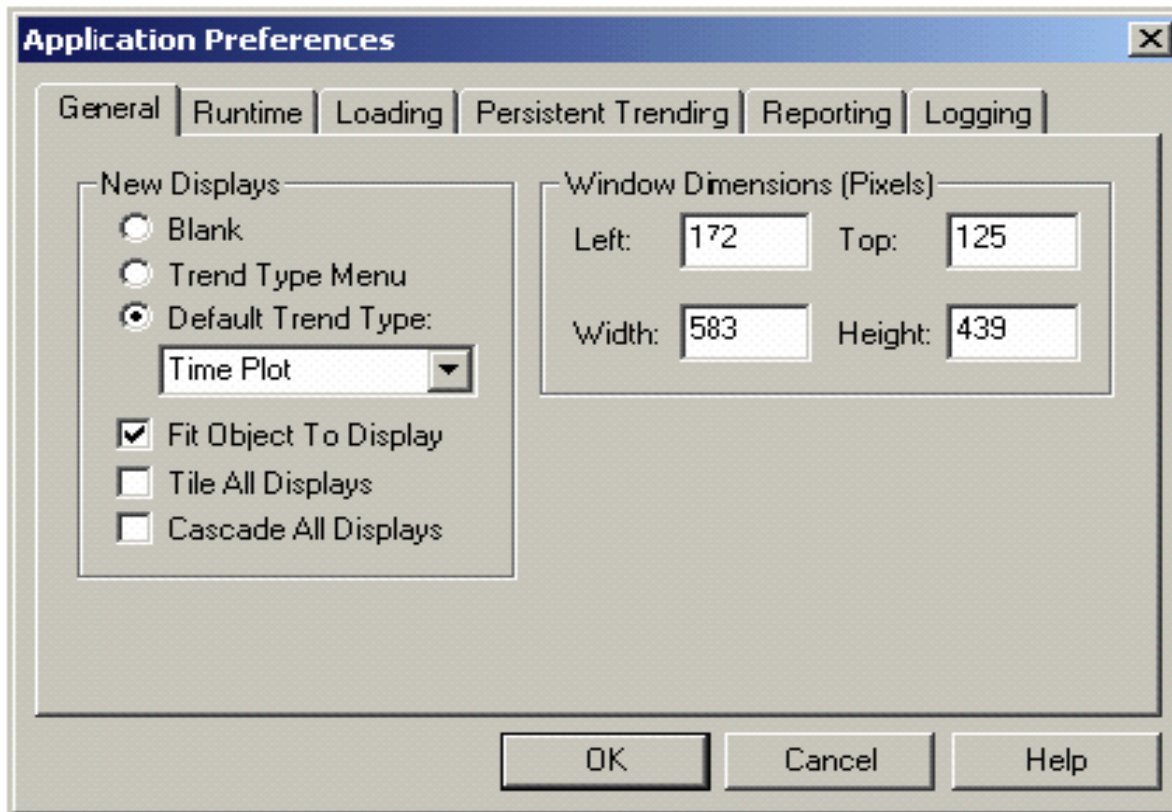 Application Preferences
General Runtime Loading Persistent Trending Reporting Logging
New Displays
Blank
Trend Type Menu
Default Trend Type:
Time Plot
Fit Object To Display
Tile All Displays
Cascade All Displays
Window Dimensions (Pixels)
Left: 172 Top: 125
Width: 583 Height: 439
OK Cancel Help